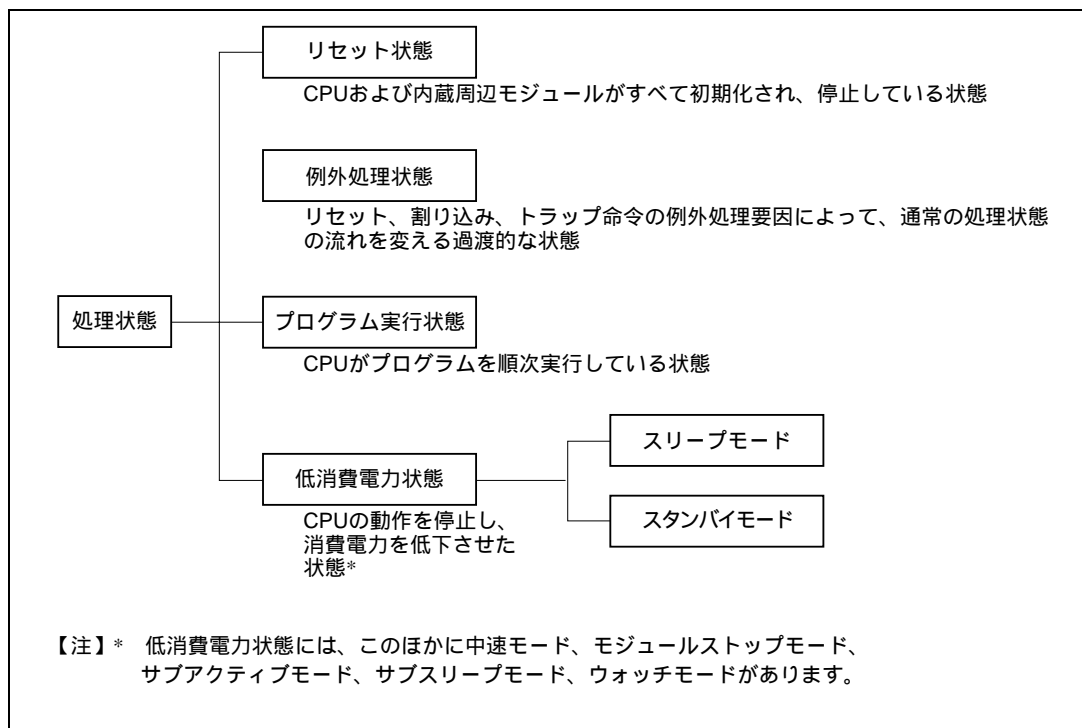 リセット状態
CPUおよび内蔵周辺モジュールがすべて初期化され、停止している状態
例外処理状態
リセット、割り込み、トラップ命令の例外処理要因によって、通常の処理状態
の流れを変える過渡的な状態
処理状態
プログラム実行状態
CPUがプログラムを順次実行している状態
低消費電力状態
CPUの動作を停止し、
消費電力を低下させた
状態*
スリープモード
スタンバイモード
【注】* 低消費電力状態には、このほかに中速モード、モジュールストップモード、
サブアクティブモード、サブスリープモード、ウォッチモードがあります。